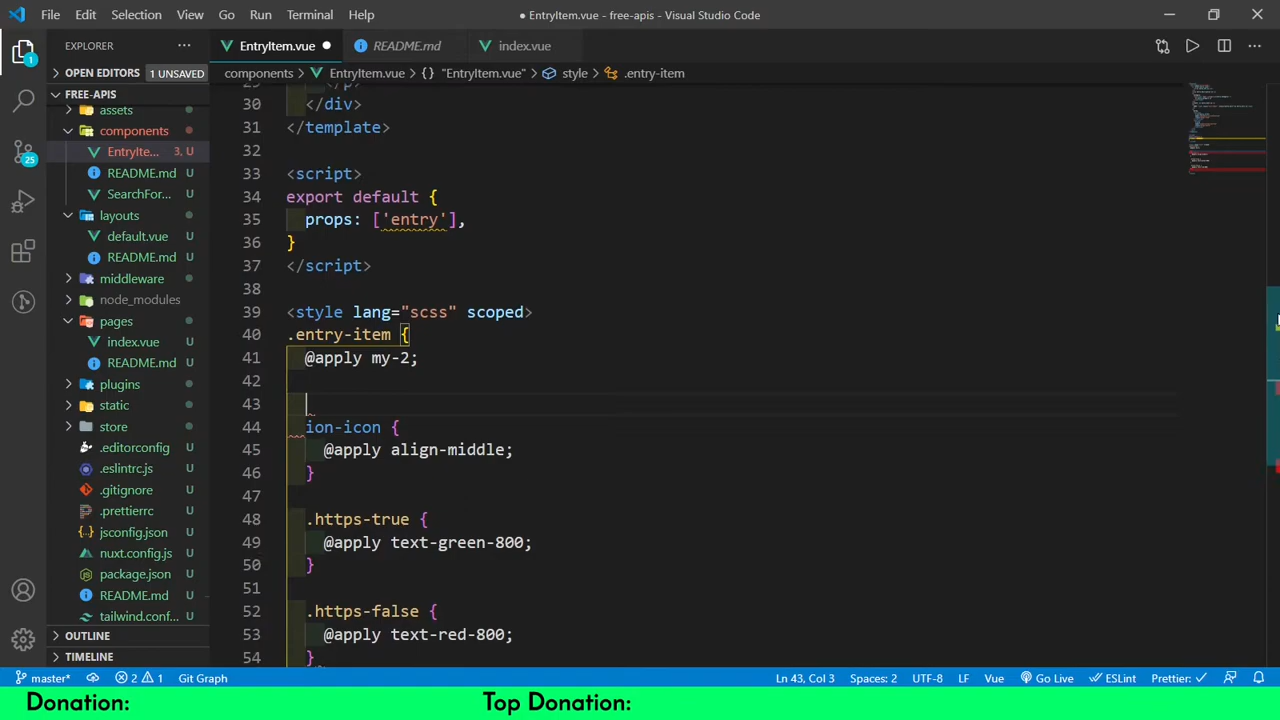 File Edit Selection View Go Run Terminal Help
● EntryItem.vue - free-apis - Visual Studio Code
EXPLORER
EntryItem.vue
README.md
index.vue
OPEN EDITORS 1 UNSAVED
components > EntryItem.vue > {} "EntryItem.vue" > style > .entry-item
FREE-APIS
assets
components
EntryIte... 3, U
README.md U
SearchFor... U
layouts
default.vue U
README.md U
middleware
node_modules
pages
index.vue U
README.md U
plugins
static
store
.editorconfig U
.eslintrc.js U
.gitignore U
.prettierrc U
jsconfig.json U
nuxt.config.js U
package.json U
README.md U
tailwind.conf... U
OUTLINE
TIMELINE
1
25
30 </div>
31 </template>
32
33 <script>
34 export default {
35 props: ['entry'],
36 }
37 </script>
38
39 <style lang="scss" scoped>
40 .entry-item {
41 @apply my-2;
42
43
44 ion-icon {
45 @apply align-middle;
46 }
47
48 .https-true {
49 @apply text-green-800;
50 }
51
52 .https-false {
53 @apply text-red-800;
54 }
master* 2 1 Git Graph
Ln 43, Col 3 Spaces: 2 UTF-8 LF Vue Go Live ESLint Prettier: ✓
Donation: Top Donation: